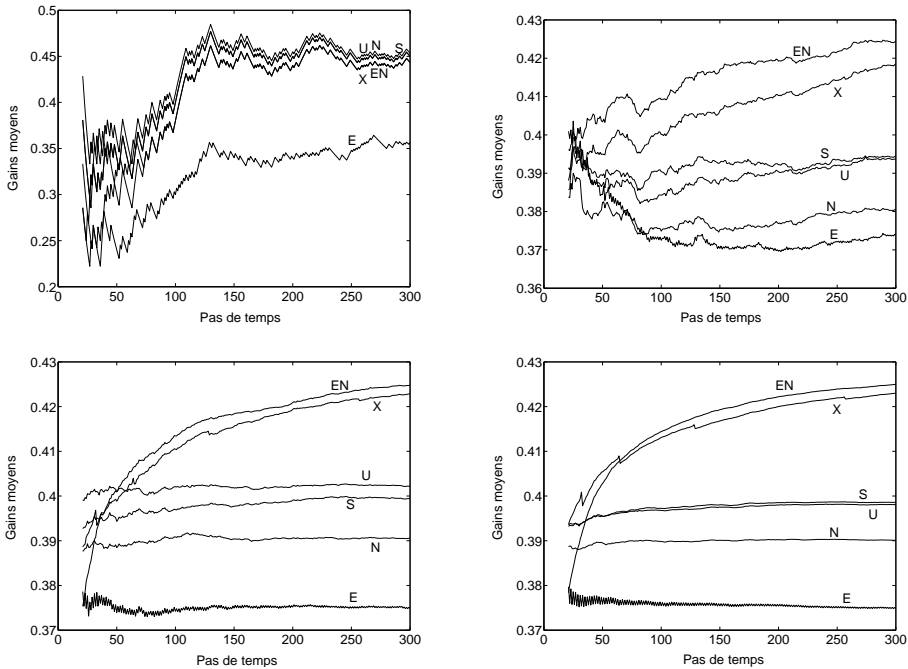 0.5
0.45
0.4
0.35
0.3
0.25
0.2
Gains moyens
U N S
X EN
E
0 50 100 150 200 250 300
Pas de temps
0.43
0.42
0.41
0.4
0.39
0.38
0.37
0.36
Gains moyens
EN
X
S
U
N
E
0 50 100 150 200 250 300
Pas de temps
0.43
0.42
0.41
0.4
0.39
0.38
0.37
Gains moyens
EN
X
U
S
N
E
0 50 100 150 200 250 300
Pas de temps
0.43
0.42
0.41
0.4
0.39
0.38
0.37
Gains moyens
EN
X
S
U
N
E
0 50 100 150 200 250 300
Pas de temps